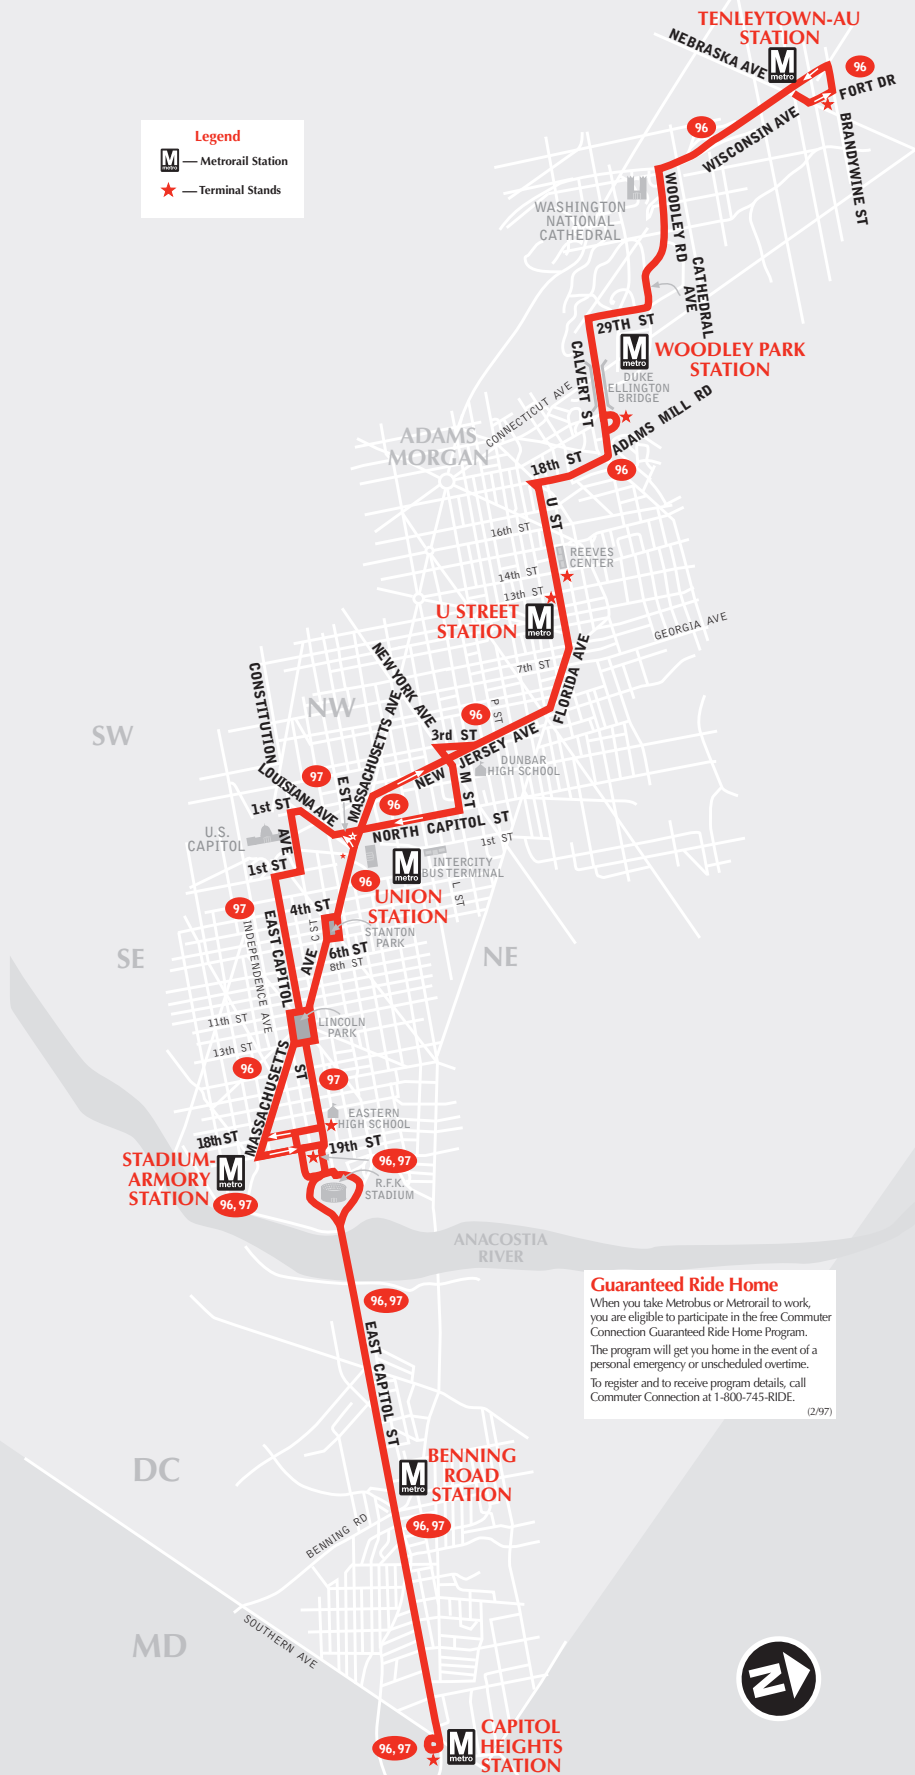 TENLEYTOWN-AU
STATION
NEBRASKA AVE
M
metro
96
FORT DR
96
WISCONSIN AVE
BRANDYWINE ST
Legend
M
metro
— Metrorail Station
— Terminal Stands
WASHINGTON
NATIONAL
CATHEDRAL
WOODLEY RD
CATHEDRAL
AVE
29TH ST
M
metro
WOODLEY PARK
STATION
CALVERT ST
DUKE
ELLINGTON
BRIDGE
CONNECTICUT AVE
ADAMS MILL RD
ADAMS
MORGAN
18th ST
96
U ST
16th ST
REEVES
CENTER
14th ST
13th ST
U STREET
STATION
M
metro
GEORGIA AVE
7th ST
FLORIDA AVE
CONSTITUTION
AVE
NEW YORK AVE
MASSACHUSETTS AVE
NW
SW
P ST
96
3rd ST
NEW JERSEY AVE
DUNBAR
HIGH SCHOOL
M ST
97
LOUISIANA AVE
E ST
96
1st ST
NORTH CAPITOL ST
1st ST
U.S.
CAPITOL
1st ST
M
metro
INTERCITY
BUS TERMINAL
L ST
96
UNION
STATION
97
4th ST
C ST
STANTON
PARK
INDEPENDENCE AVE
EAST CAPITOL
ST
AVE
6th ST
8th ST
SE
NE
11th ST
LINCOLN
PARK
13th ST
96
MASSACHUSETTS
97
EASTERN
HIGH SCHOOL
18th ST
19th ST
96, 97
STADIUM-
ARMORY
STATION
M
metro
96, 97
R.F.K.
STADIUM
ANACOSTIA
RIVER
96, 97
EAST CAPITOL ST
Guaranteed Ride Home
When you take Metrobus or Metrorail to work,
you are eligible to participate in the free Commuter
Connection Guaranteed Ride Home Program.
The program will get you home in the event of a
personal emergency or unscheduled overtime.
To register and to receive program details, call
Commuter Connection at 1-800-745-RIDE.
(2/97)
DC
M
metro
BENNING
ROAD
STATION
96, 97
BENNING RD
SOUTHERN AVE
MD
N
96, 97
M
metro
CAPITOL
HEIGHTS
STATION